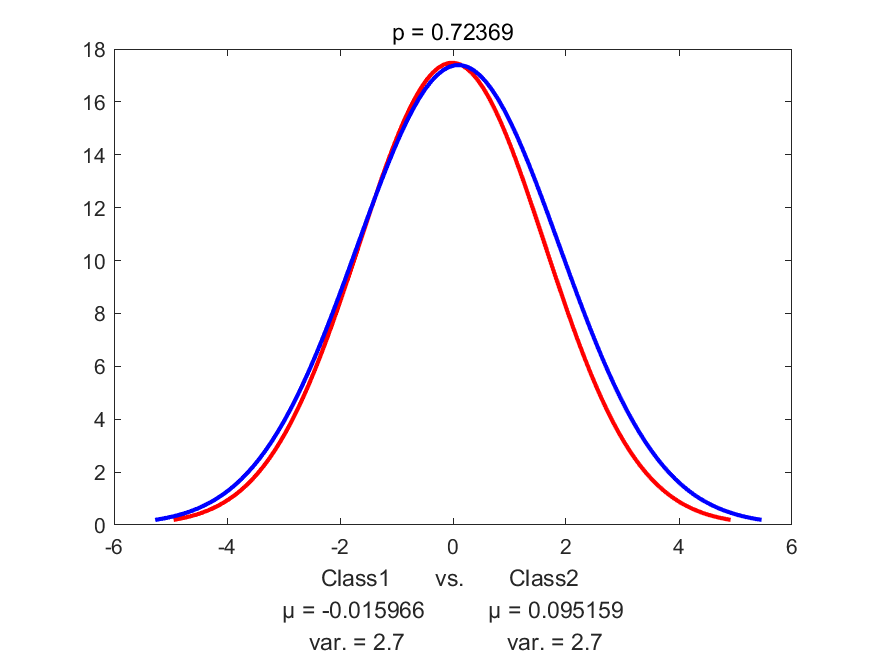 p = 0.72369
18
16
14
12
10
8
6
4
2
0
-6 -4 -2 0 2 4 6
Class1 vs. Class2
μ = -0.015966 μ = 0.095159
var. = 2.7 var. = 2.7